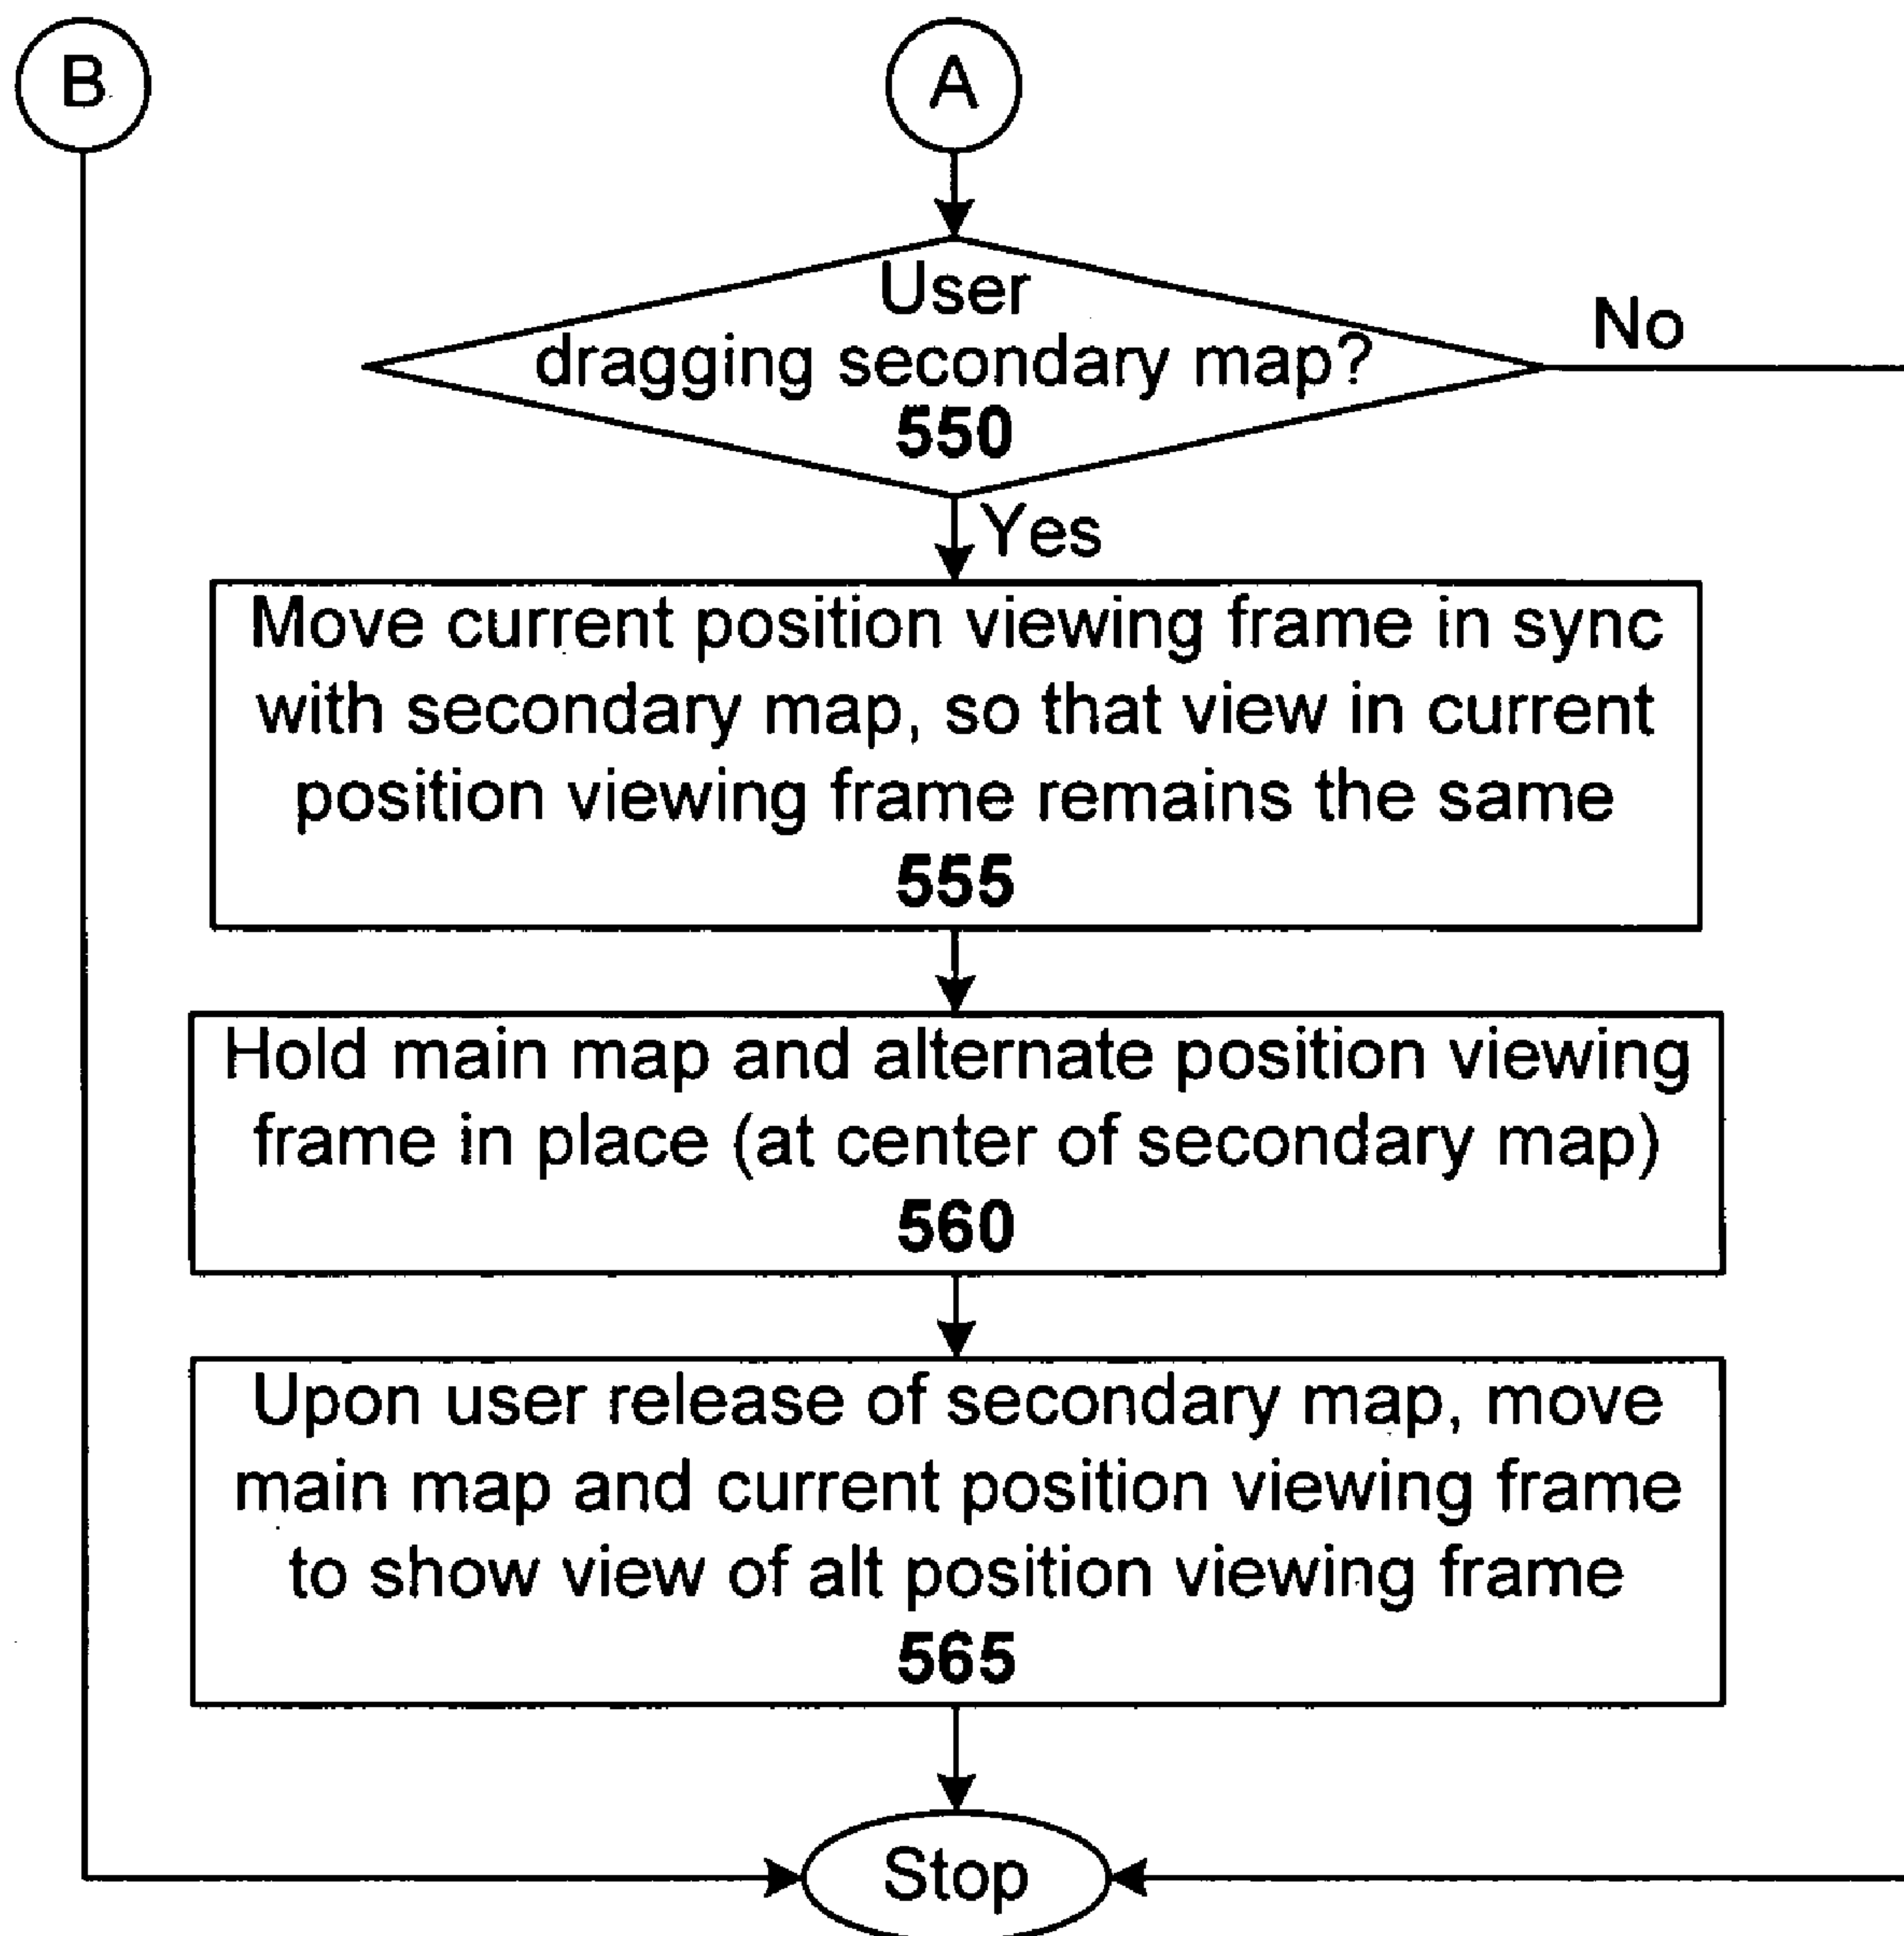 B
A
User
dragging secondary map?
550
No
Yes
Move current position viewing frame in sync
with secondary map, so that view in current
position viewing frame remains the same
555
Hold main map and alternate position viewing
frame in place (at center of secondary map)
560
Upon user release of secondary map, move
main map and current position viewing frame
to show view of alt position viewing frame
565
Stop